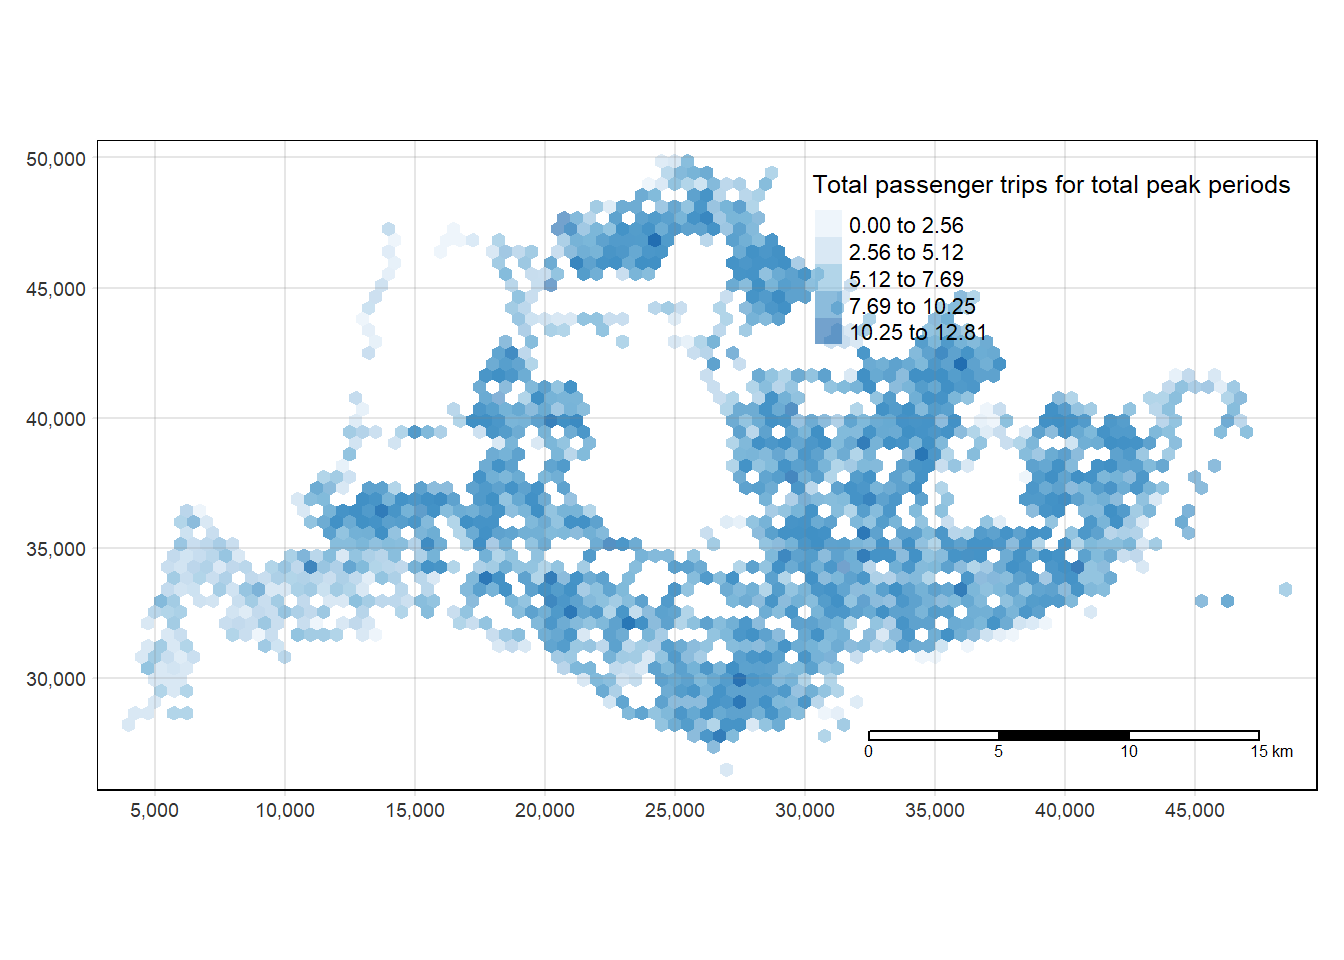 50,000
45,000
40,000
35,000
30,000
Total passenger trips for total peak periods
0.00 to 2.56
2.56 to 5.12
5.12 to 7.69
7.69 to 10.25
10.25 to 12.81
0 5 10 15 km
5,000 10,000 15,000 20,000 25,000 30,000 35,000 40,000 45,000